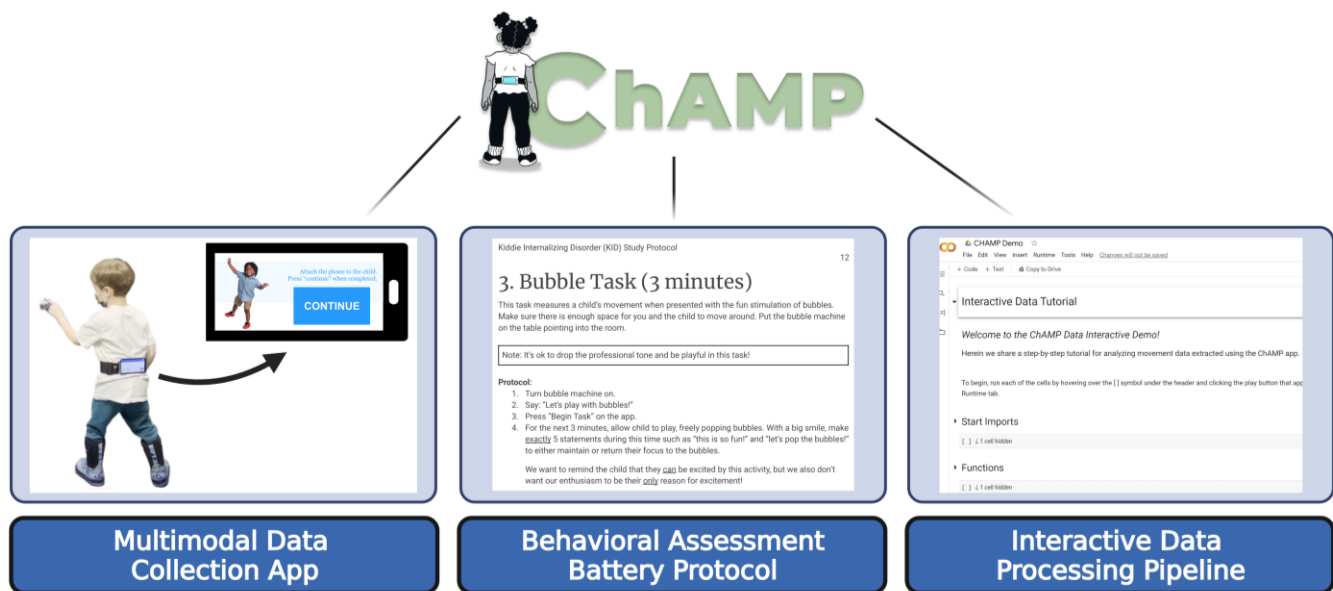 ChAMP
Attach the phone to the child.
Press "continue" when completed.
CONTINUE
Multimodal Data
Collection App
Kiddie Internalizing Disorder (KID) Study Protocol
12
3. Bubble Task (3 minutes)
This task measures a child's movement when presented with the fun stimulation of bubbles.
Make sure there is enough space for you and the child to move around. Put the bubble machine
on the table pointing into the room.
Note: It's ok to drop the professional tone and be playful in this task!
Protocol:
1. Turn bubble machine on.
2. Say: "Let's play with bubbles!"
3. Press "Begin Task" on the app.
4. For the next 3 minutes, allow child to play, freely popping bubbles. With a big smile, make
exactly 5 statements during this time such as "this is so fun!" and "let's pop the bubbles!"
to either maintain or return their focus to the bubbles.
We want to remind the child that they can be excited by this activity, but we also don't
want our enthusiasm to be their only reason for excitement!
Behavioral Assessment
Battery Protocol
CHAMP Demo
File Edit View Insert Runtime Tools Help Changes will not be saved
+ Code + Text Copy to Drive
Interactive Data Tutorial
Welcome to the ChAMP Data Interactive Demo!
Herein we share a step-by-step tutorial for analyzing movement data extracted using the ChAMP app.
To begin, run each of the cells by hovering over the [ ] symbol under the header and clicking the play button that app
Runtime tab.
Start Imports
[ ] ↓ 1 cell hidden
Functions
[ ] ↓ 1 cell hidden
Interactive Data
Processing Pipeline